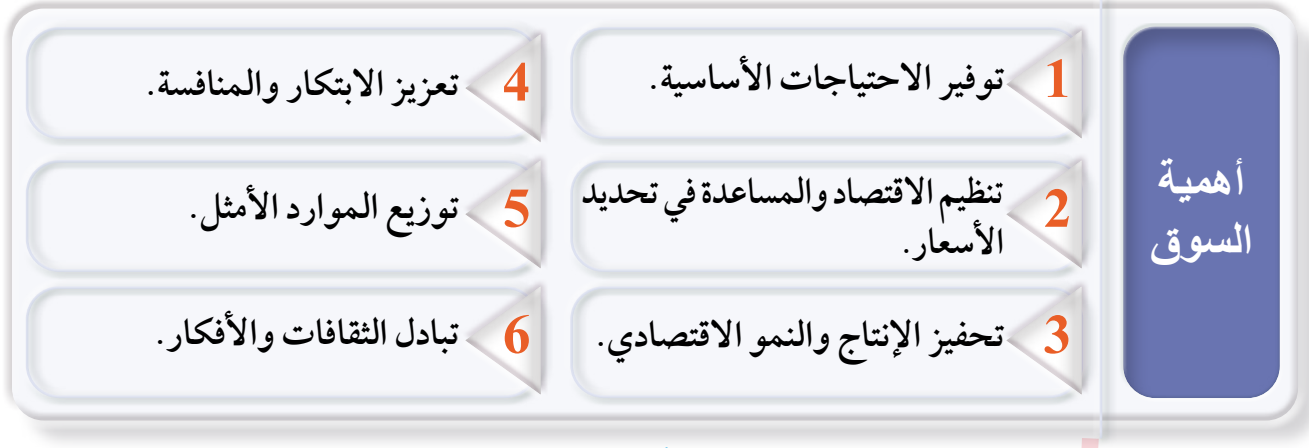 أهمية
السوق
1 توفير الاحتياجات الأساسية.
2 تنظيم الاقتصاد والمساعدة في تحديد
الأسعار.
3 تحفيز الإنتاج والنمو الاقتصادي.
4 تعزيز الابتكار والمنافسة.
5 توزيع الموارد الأمثل.
6 تبادل الثقافات والأفكار.